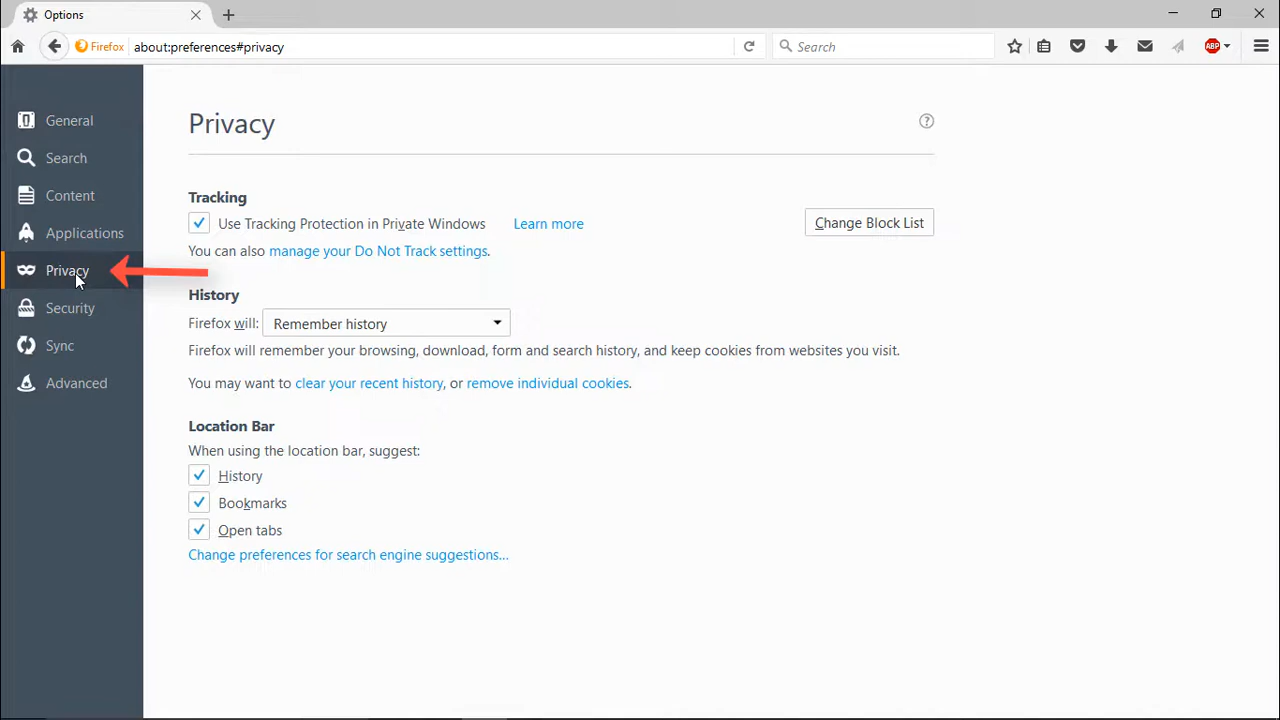 Options
Firefox about:preferences#privacy
Search
ABP
General
Search
Content
Applications
Privacy
Security
Sync
Advanced
Privacy
?
Tracking
Use Tracking Protection in Private Windows Learn more
Change Block List
You can also manage your Do Not Track settings.
History
Firefox will: Remember history
Firefox will remember your browsing, download, form and search history, and keep cookies from websites you visit.
You may want to clear your recent history, or remove individual cookies.
Location Bar
When using the location bar, suggest:
History
Bookmarks
Open tabs
Change preferences for search engine suggestions...